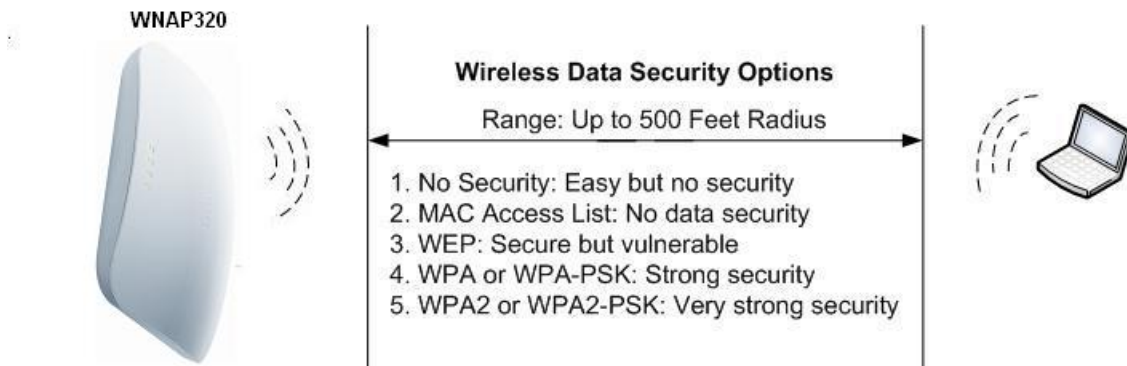 WNAP320
Wireless Data Security Options
Range: Up to 500 Feet Radius
1. No Security: Easy but no security
2. MAC Access List: No data security
3. WEP: Secure but vulnerable
4. WPA or WPA-PSK: Strong security
5. WPA2 or WPA2-PSK: Very strong security